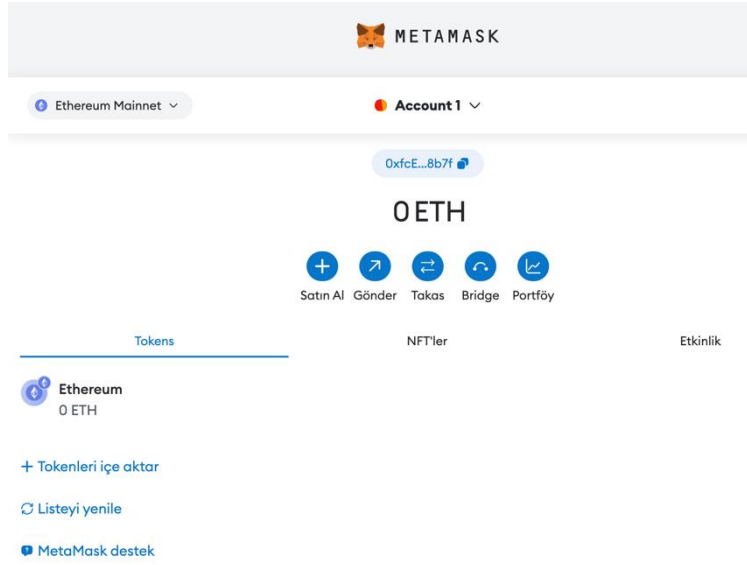 METAMASK
Ethereum Mainnet
Account 1
0xfcE...8b7f
0 ETH
Satın Al Gönder Takas Bridge Portföy
Tokens NFT'ler Etkinlik
Ethereum
0 ETH
+ Tokenleri içe aktar
Listeyi yenile
MetaMask destek